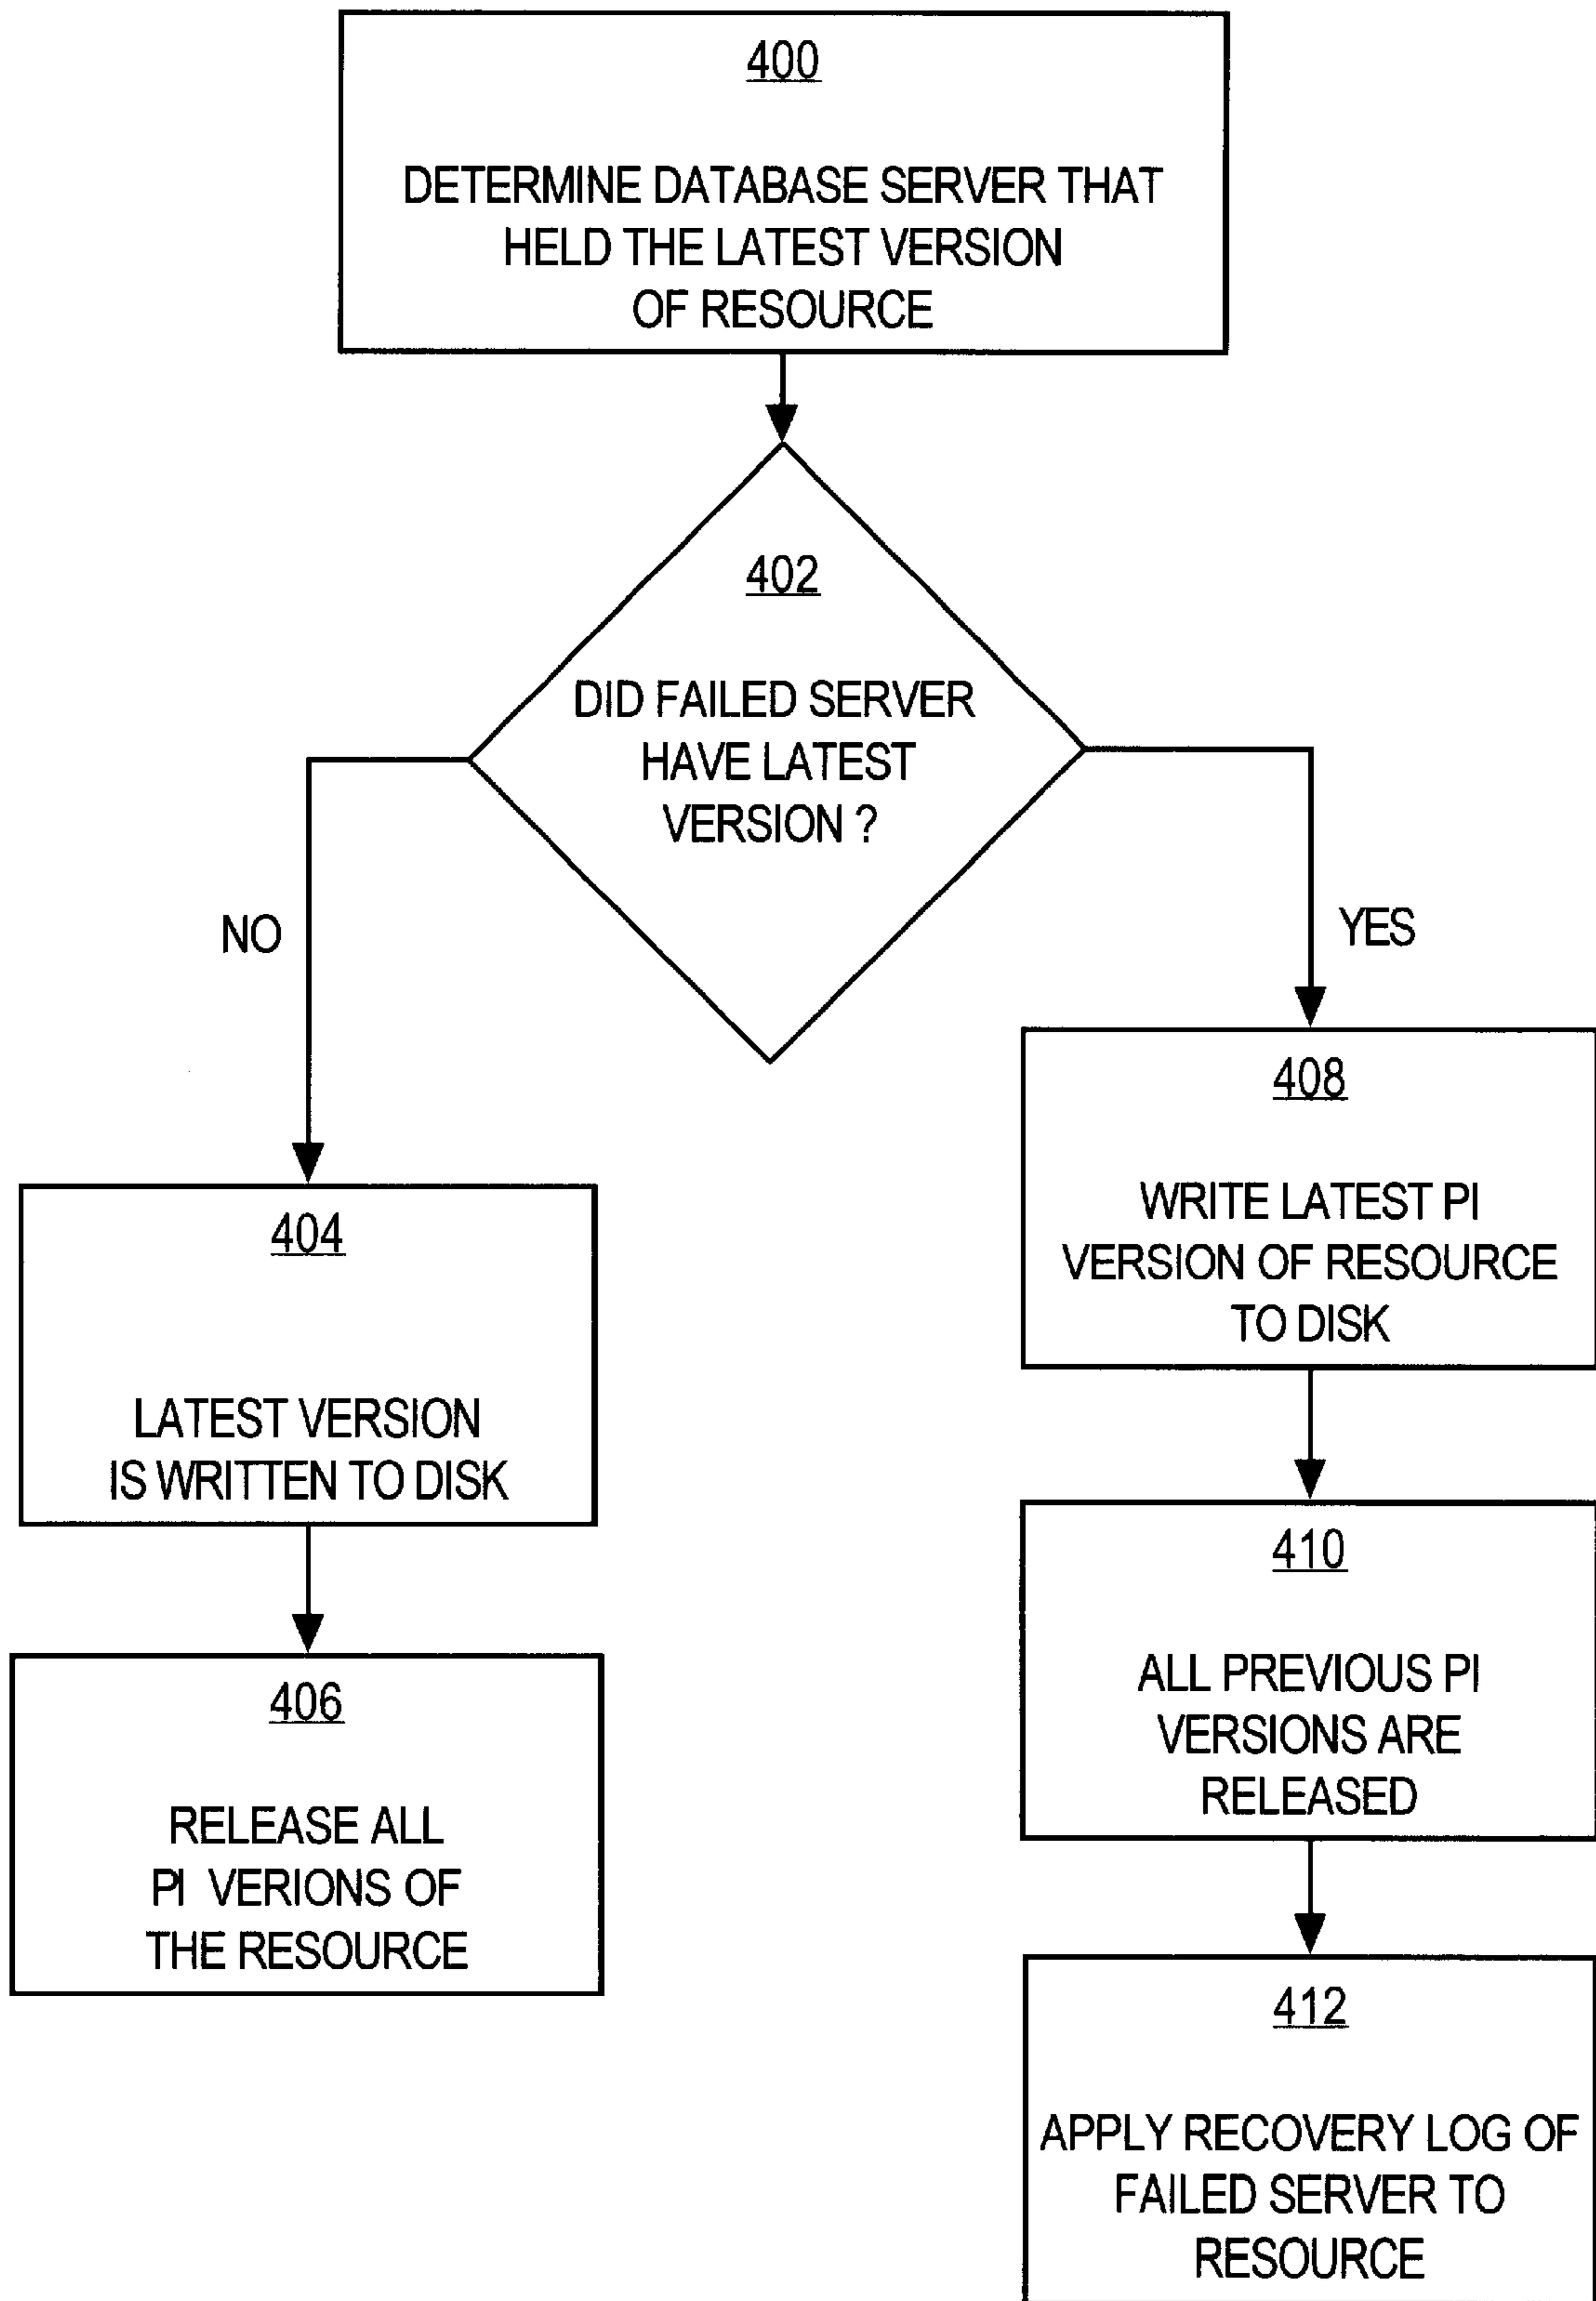 400
DETERMINE DATABASE SERVER THAT
HELD THE LATEST VERSION
OF RESOURCE
402
DID FAILED SERVER
HAVE LATEST
VERSION ?
NO
YES
404
LATEST VERSION
IS WRITTEN TO DISK
406
RELEASE ALL
PI VERIONS OF
THE RESOURCE
408
WRITE LATEST PI
VERSION OF RESOURCE
TO DISK
410
ALL PREVIOUS PI
VERSIONS ARE
RELEASED
412
APPLY RECOVERY LOG OF
FAILED SERVER TO
RESOURCE